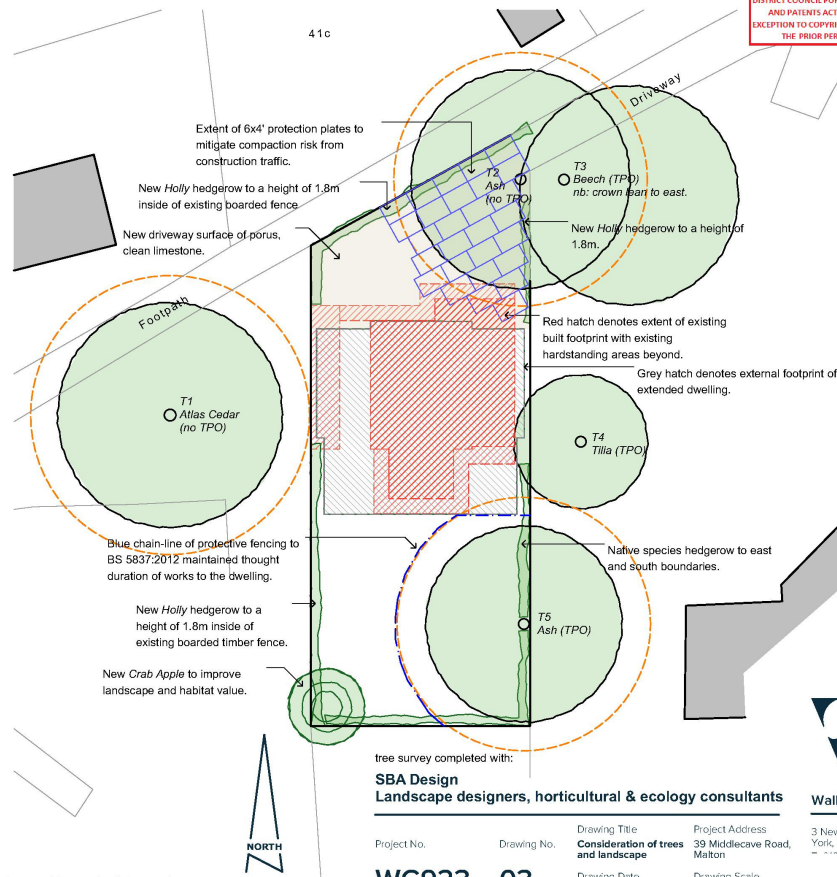 DISTRICT COUNCIL FOR
AND PATENTS ACT
EXCEPTION TO COPYRI
THE PRIOR PER
41c
Driveway
Extent of 6x4' protection plates to
mitigate compaction risk from
construction traffic.
T2
Ash
(no TPO)
T3
Beech (TPO)
nb: crown lean to east.
New Holly hedgerow to a height of 1.8m
inside of existing boarded fence
New driveway surface of porus,
clean limestone.
New Holly hedgerow to a height of
1.8m.
Footpath
Red hatch denotes extent of existing
built footprint with existing
hardstanding areas beyond.
Grey hatch denotes external footprint of
extended dwelling.
T1
Atlas Cedar
(no TPO)
T4
Tilia (TPO)
Blue chain-line of protective fencing to
BS 5837:2012 maintained thought
duration of works to the dwelling.
Native species hedgerow to east
and south boundaries.
New Holly hedgerow to a
height of 1.8m inside of
existing boarded timber fence.
T5
Ash (TPO)
New Crab Apple to improve
landscape and habitat value.
NORTH
tree survey completed with:
SBA Design
Landscape designers, horticultural & ecology consultants
Project No.
Drawing No.
03
Drawing Title
Consideration of trees
and landscape
Drawing Date
Project Address
39 Middlecave Road,
Malton
Drawing Scale
Wall
3 New
York,